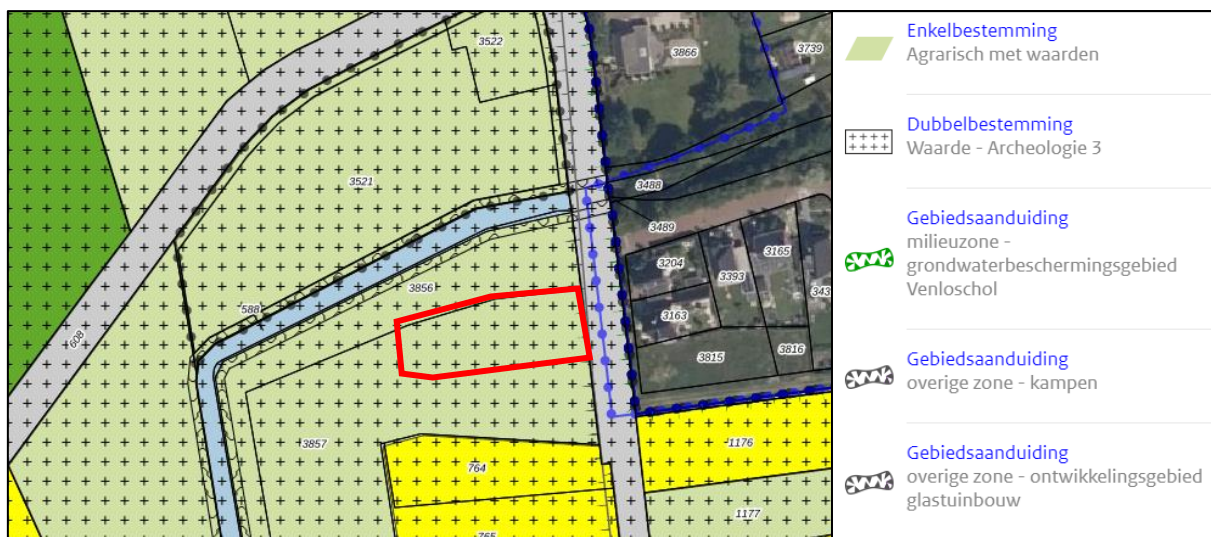 3522
3866
3739
3521
3488
3489
3204
3393
3165
343
3856
588
3163
3815
3816
608
3857
764
1176
765
1177
Enkelbestemming
Agrarisch met waarden
Dubbelbestemming
Waarde - Archeologie 3
Gebiedsaanduiding
milieuzone -
grondwaterbeschermingsgebied
Venloschol
Gebiedsaanduiding
overige zone - kampen
Gebiedsaanduiding
overige zone - ontwikkelingsgebied
glastuinbouw